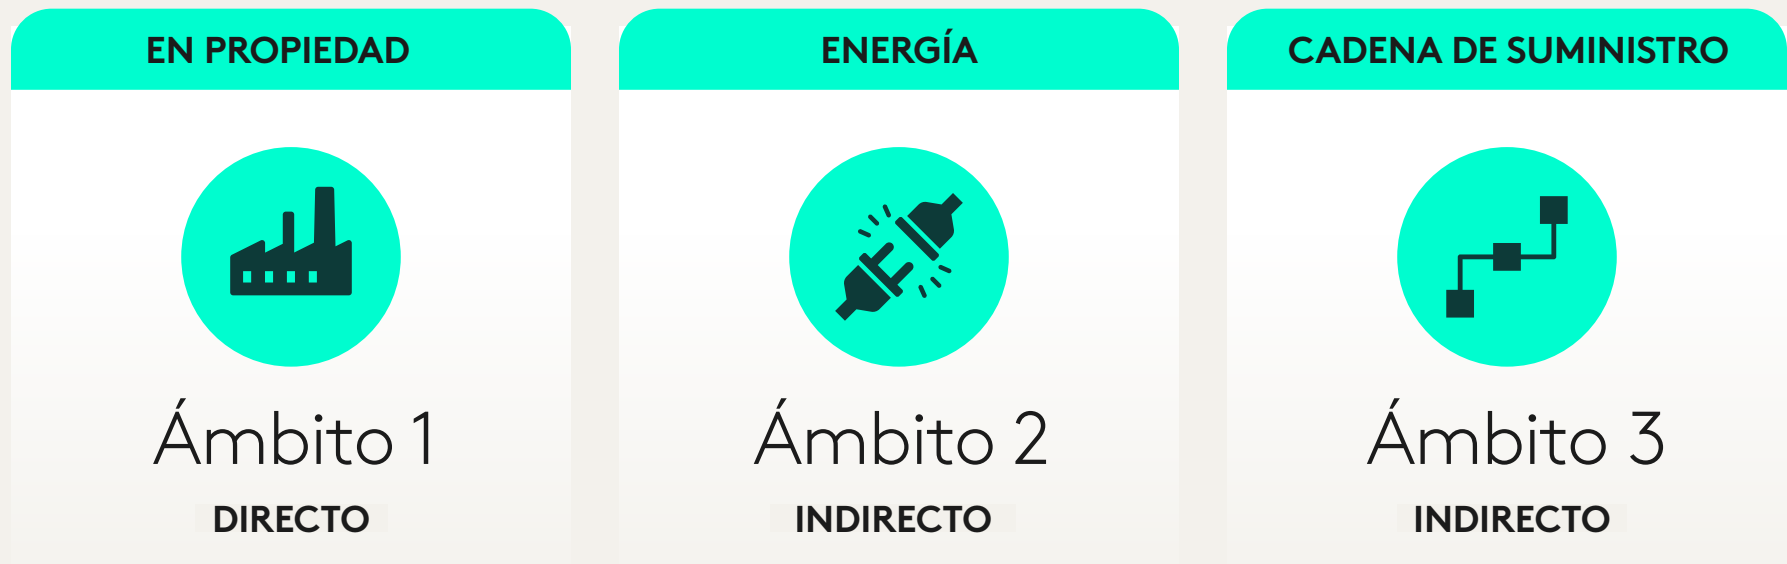 EN PROPIEDAD
Ámbito 1
DIRECTO
ENERGÍA
Ámbito 2
INDIRECTO
CADENA DE SUMINISTRO
Ámbito 3
INDIRECTO